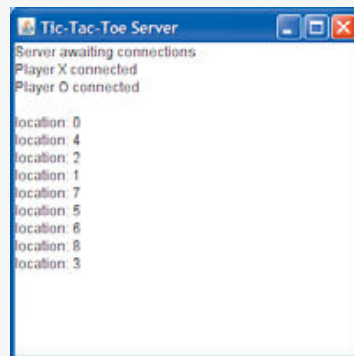 Tic-Tac-Toe Server
Server awaiting connections
Player X connected
Player O connected
location: 0
location: 4
location: 2
location: 1
location: 7
location: 5
location: 6
location: 8
location: 3